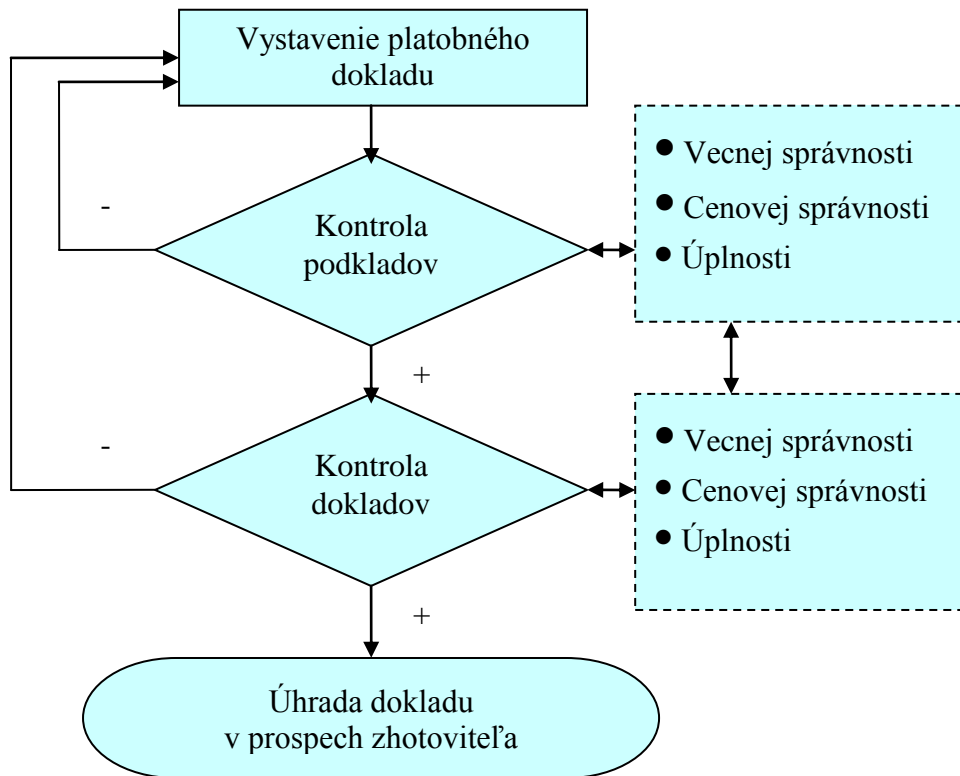 Vystavenie platobného
dokladu
● Vecnej správnosti
● Cenovej správnosti
● Úplnosti
-
Kontrola
podkladov
+
-
Kontrola
dokladov
● Vecnej správnosti
● Cenovej správnosti
● Úplnosti
+
Úhrada dokladu
v prospech zhotoviteľa